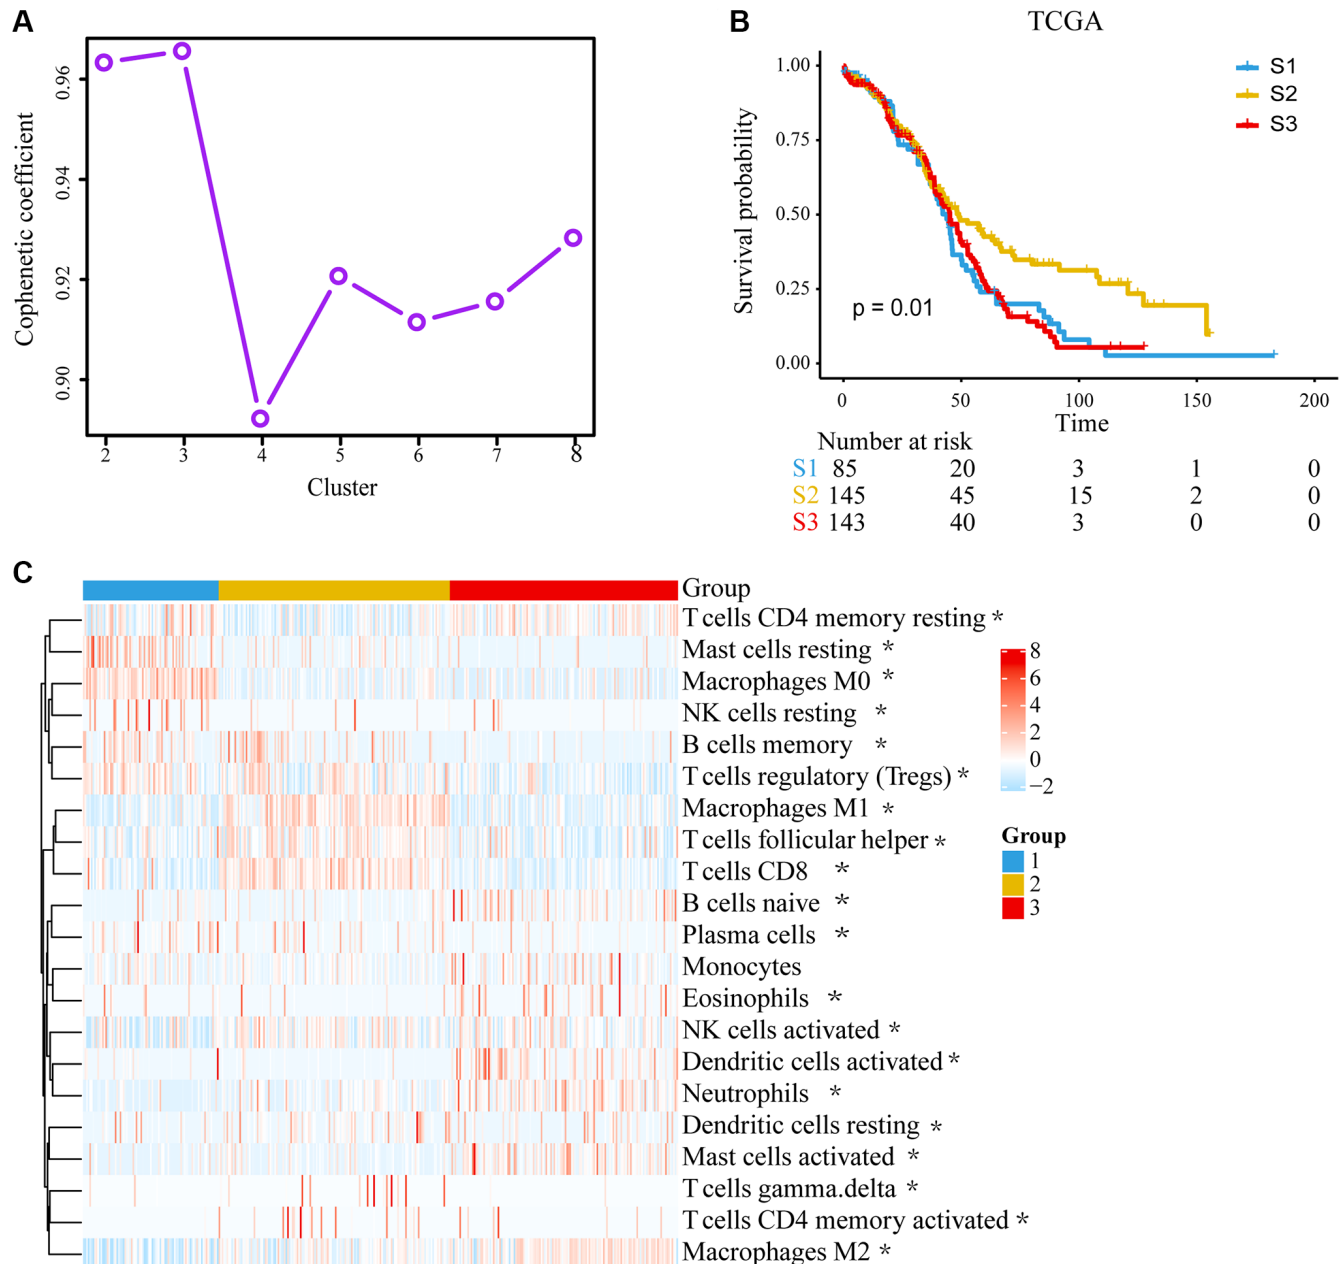 A
0.96
0.94
0.92
0.90
Cophenetic coefficient
2 3 4 5 6 7 8
Cluster
B
TCGA
S1
S2
S3
1.00
0.75
0.50
0.25
0.00
Survival probability
p = 0.01
0 50 100 150 200
Time
Number at risk
S1 85 20 3 1 0
S2 145 45 15 2 0
S3 143 40 3 0 0
C
Group
T cells CD4 memory resting *
Mast cells resting *
Macrophages M0 *
NK cells resting *
B cells memory *
T cells regulatory (Tregs) *
Macrophages M1 *
T cells follicular helper *
T cells CD8 *
B cells naive *
Plasma cells *
Monocytes
Eosinophils *
NK cells activated *
Dendritic cells activated *
Neutrophils *
Dendritic cells resting *
Mast cells activated *
T cells gamma.delta *
T cells CD4 memory activated *
Macrophages M2 *
8
6
4
2
0
−2
Group
1
2
3